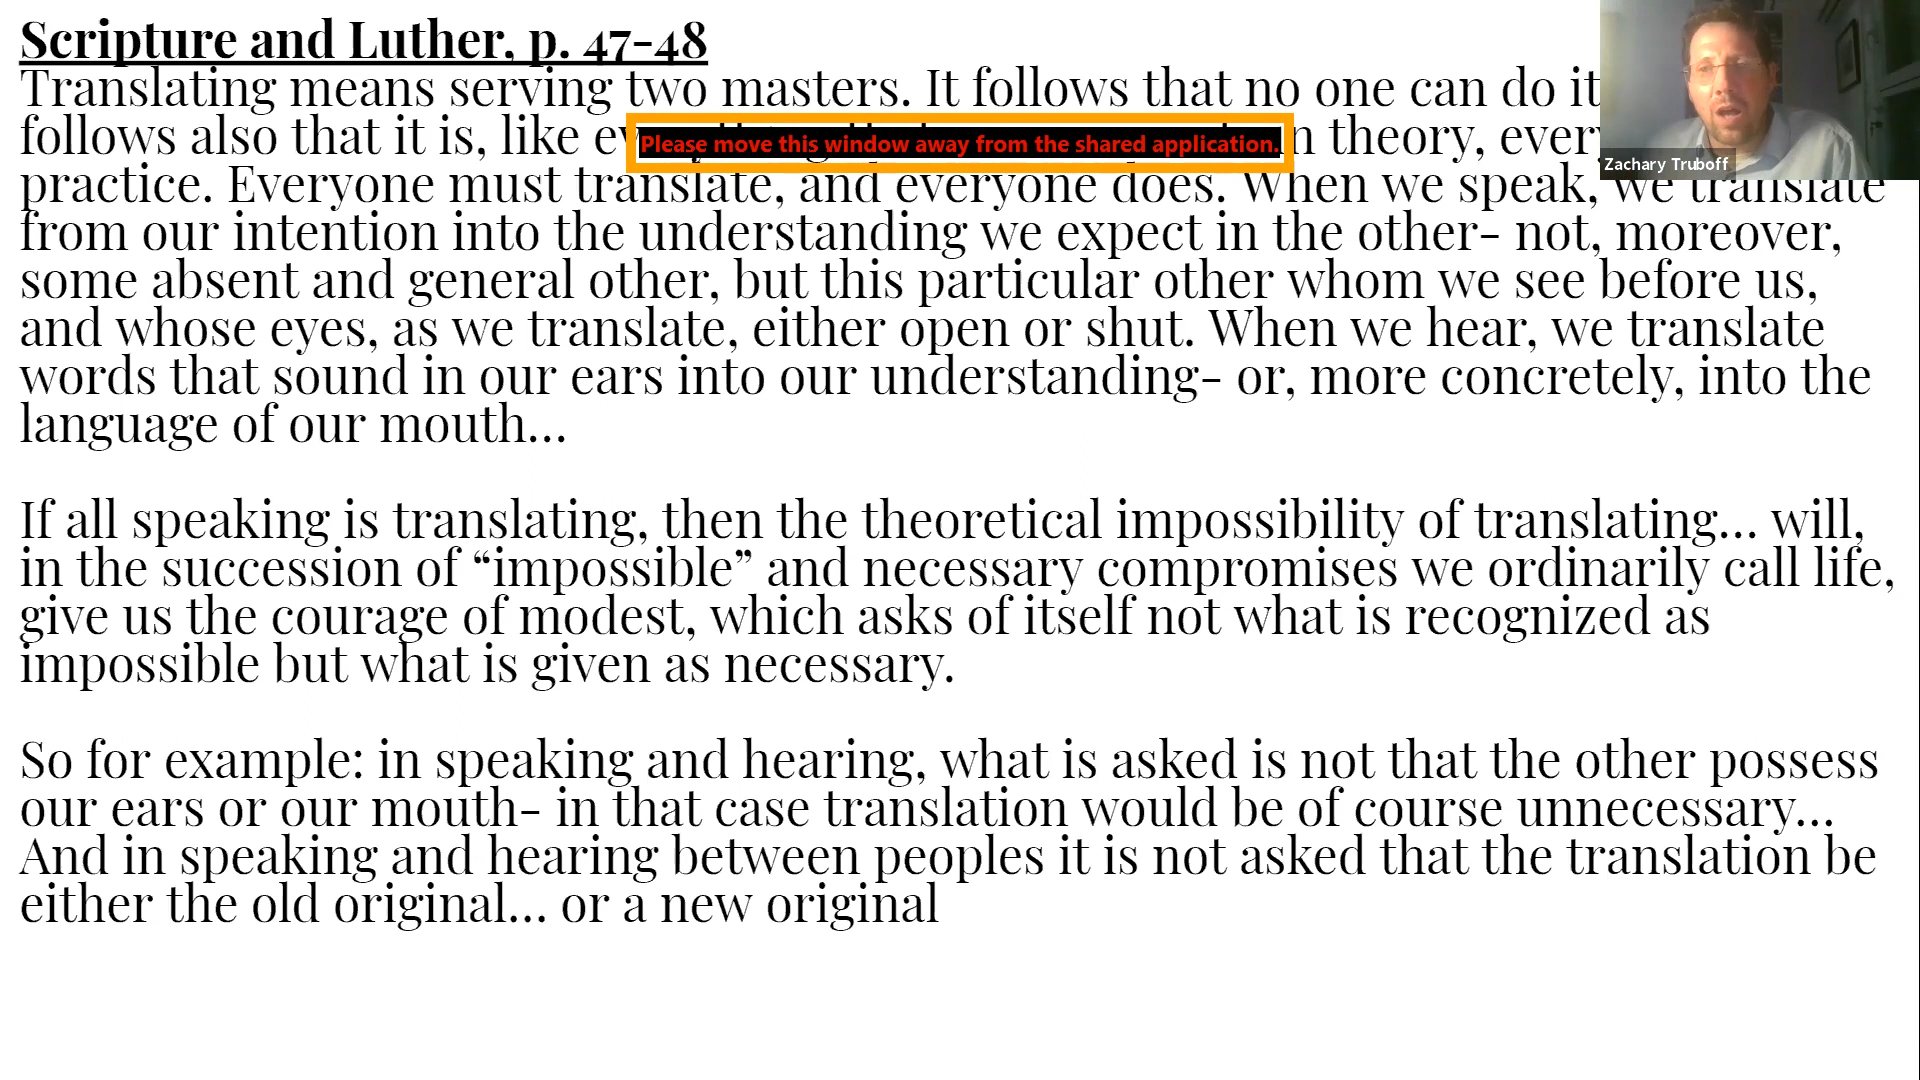 Scripture and Luther, p. 47-48
Translating means serving two masters. It follows that no one can do it
follows also that it is, like
Please move this window away from the shared application.
theory,
Zachary Truboff
practice. Everyone must translate, and everyone does. When we speak, we translate
from our intention into the understanding we expect in the other- not, moreover,
some absent and general other, but this particular other whom we see before us,
and whose eyes, as we translate, either open or shut. When we hear, we translate
words that sound in our ears into our understanding- or, more concretely, into the
language of our mouth...
If all speaking is translating, then the theoretical impossibility of translating... will,
in the succession of “impossible” and necessary compromises we ordinarily call life,
give us the courage of modest, which asks of itself not what is recognized as
impossible but what is given as necessary.
So for example: in speaking and hearing, what is asked is not that the other possess
our ears or our mouth- in that case translation would be of course unnecessary...
And in speaking and hearing between peoples it is not asked that the translation be
either the old original... or a new original